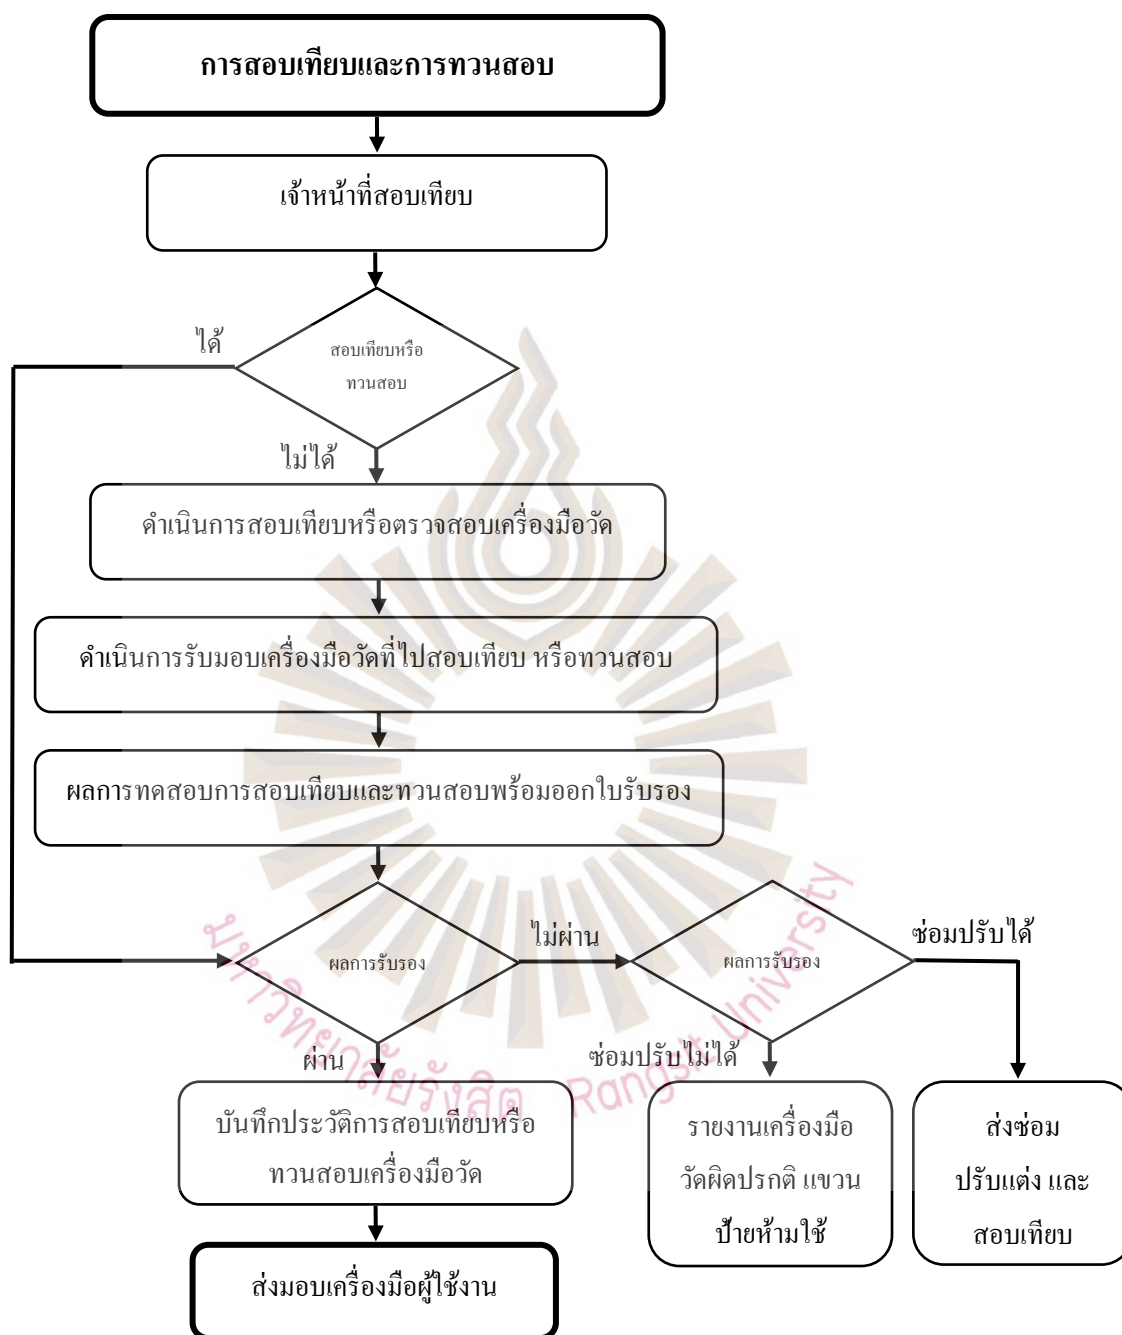 การสอบเทียบและการทวนสอบ
เจ้าหน้าที่สอบเทียบ
ได้
สอบเทียบหรือ
ทวนสอบ
ไม่ได้
ดำเนินการสอบเทียบหรือตรวจสอบเครื่องมือวัด
ดำเนินการรับมอบเครื่องมือวัดที่ไปสอบเทียบ หรือทวนสอบ
ผลการทดสอบการสอบเทียบและทวนสอบพร้อมออกใบรับรอง
ผลการรับรอง
ไม่ผ่าน
ผลการรับรอง
ซ่อมปรับได้
ผ่าน
ซ่อมปรับไม่ได้
บันทึกประวัติการสอบเทียบหรือ
ทวนสอบเครื่องมือวัด
รายงานเครื่องมือ
วัดผิดปรกติ แขวน
ป้ายห้ามใช้
ส่งซ่อม
ปรับแต่ง และ
สอบเทียบ
ส่งมอบเครื่องมือผู้ใช้งาน
มหาวิทยาลัยรังสิต Rangsit University